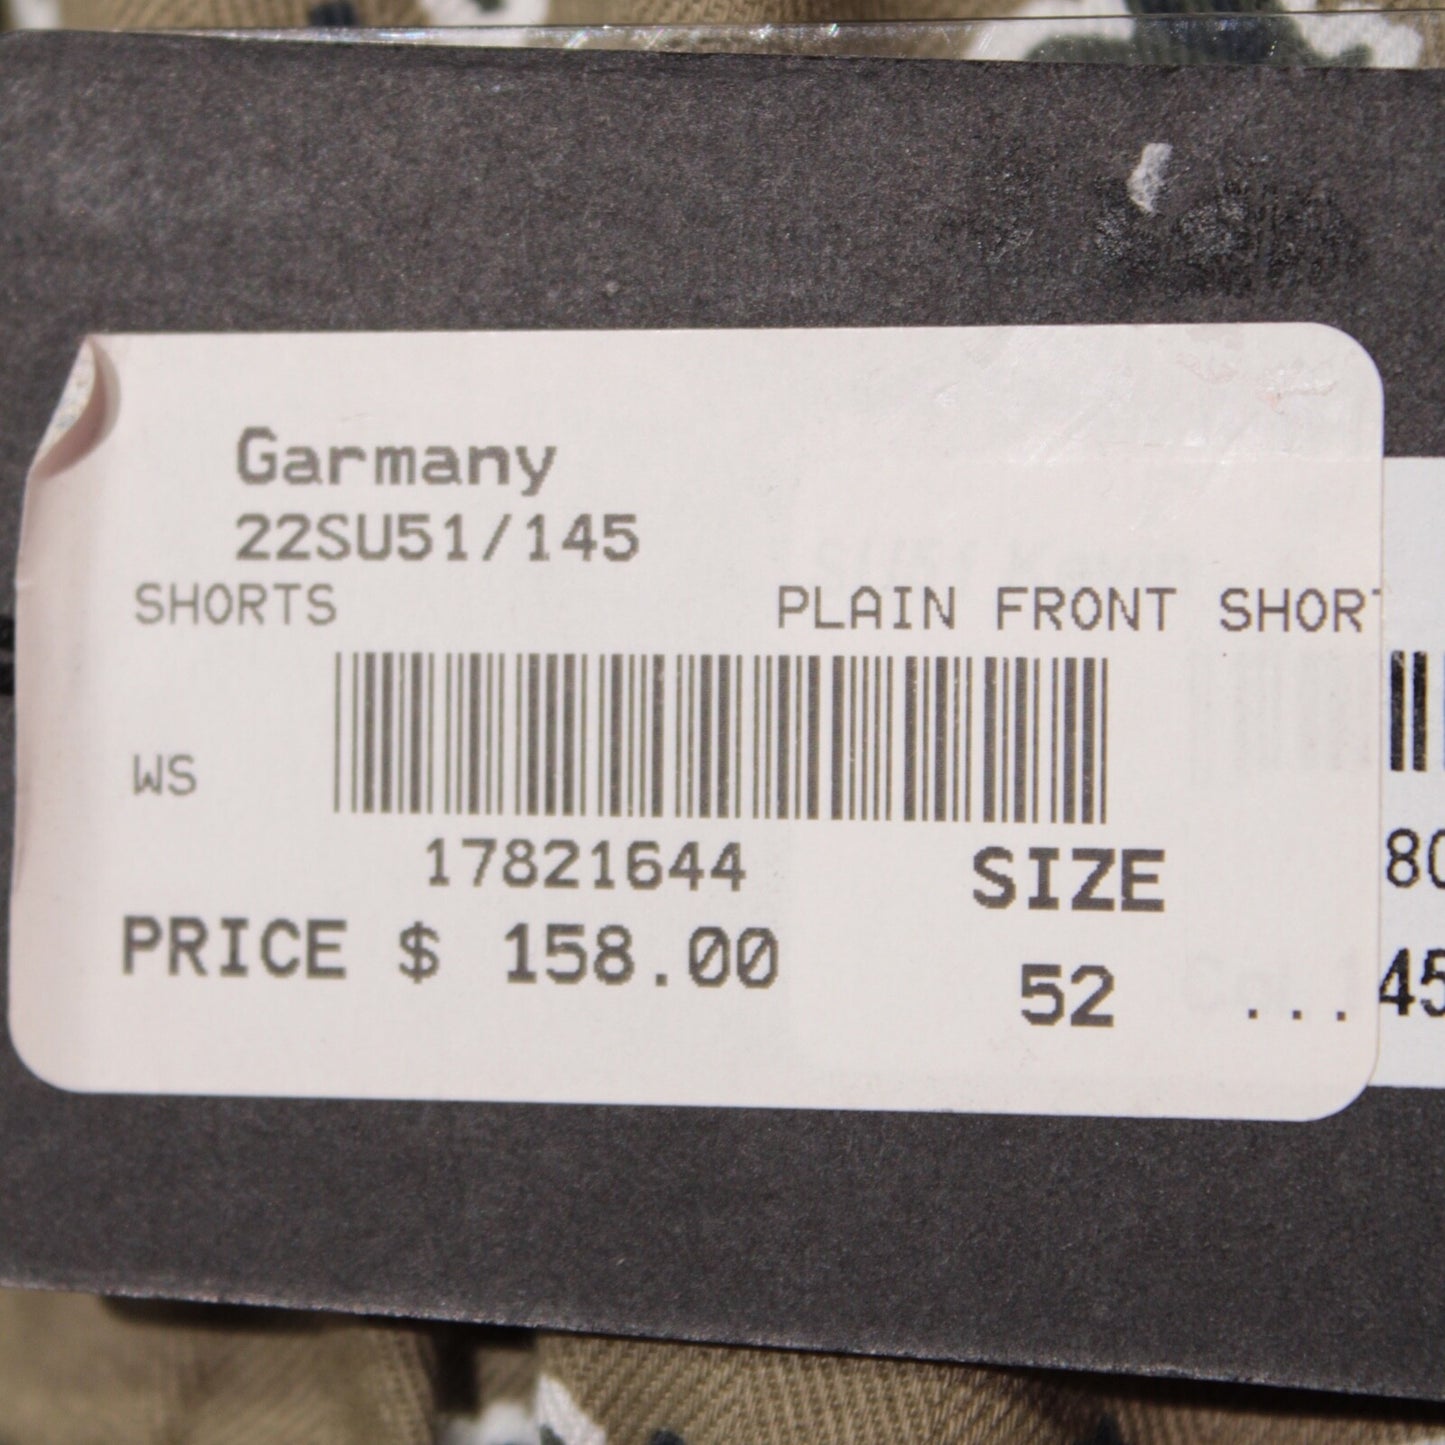 Garmany
22SU51/145
SHORTS PLAIN FRONT SHORT
WS
17821644 SIZE 80
PRICE $ 158.00 52 ... 45